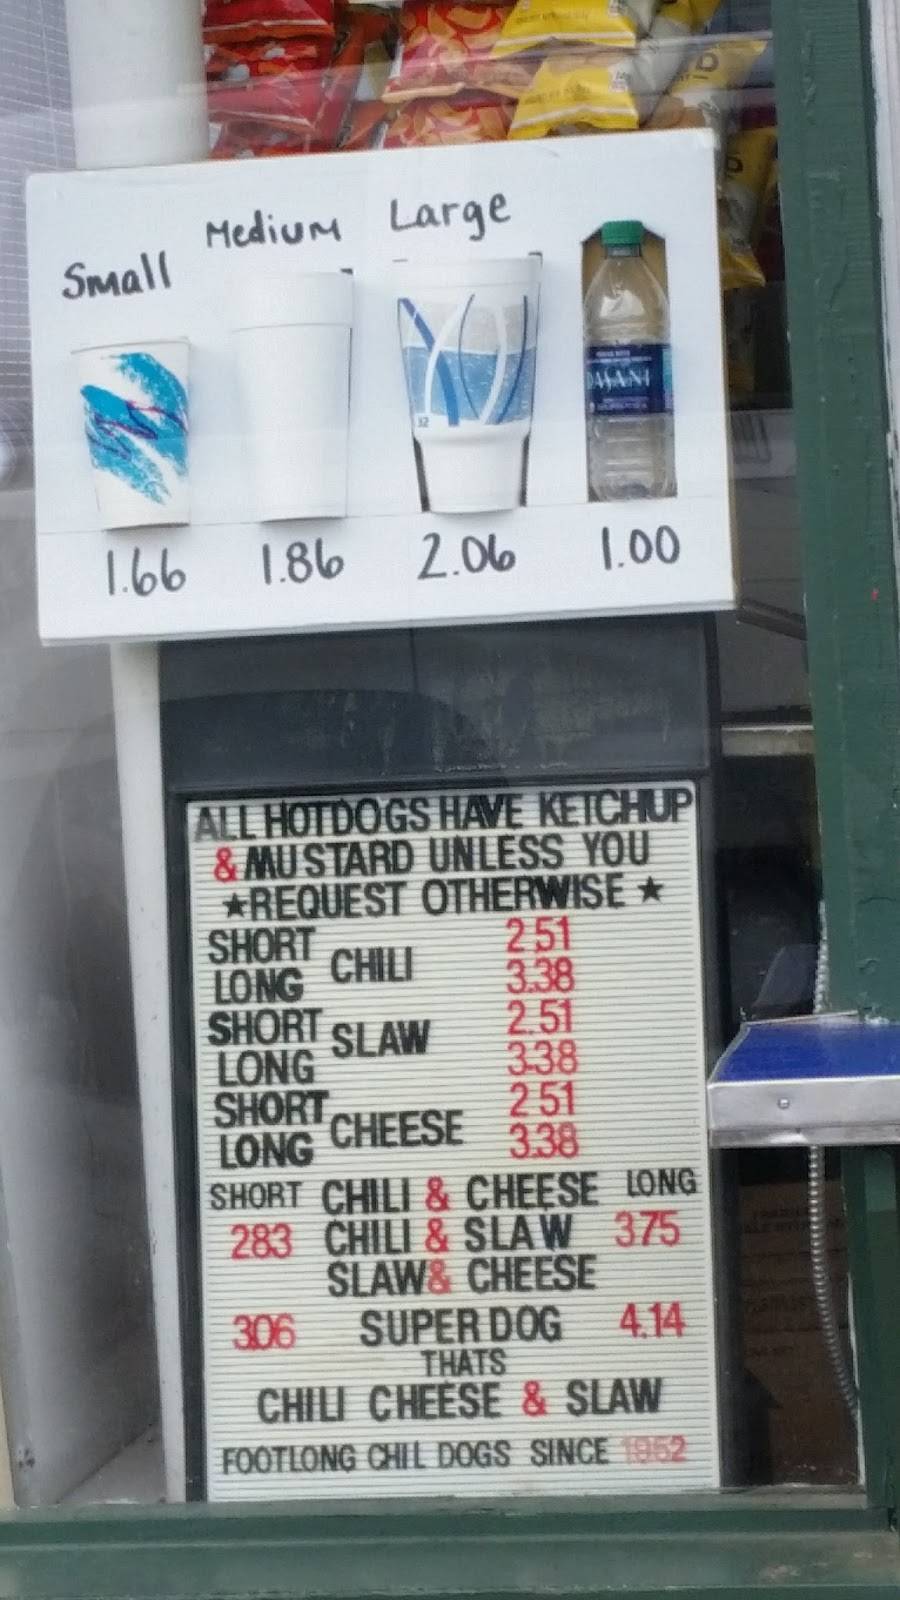 Small Medium Large
32
DASANI
1.66 1.86 2.06 1.00
ALL HOTDOGS HAVE KETCHUP
& MUSTARD UNLESS YOU
★REQUEST OTHERWISE★
SHORT CHILI 2.51
LONG 3.38
SHORT SLAW 2.51
LONG 3.38
SHORT CHEESE 2.51
LONG 3.38
SHORT CHILI & CHEESE LONG
283 CHILI & SLAW 375
SLAW& CHEESE
306 SUPER DOG 4.14
THATS
CHILI CHEESE & SLAW
FOOTLONG CHIL DOGS SINCE 1952